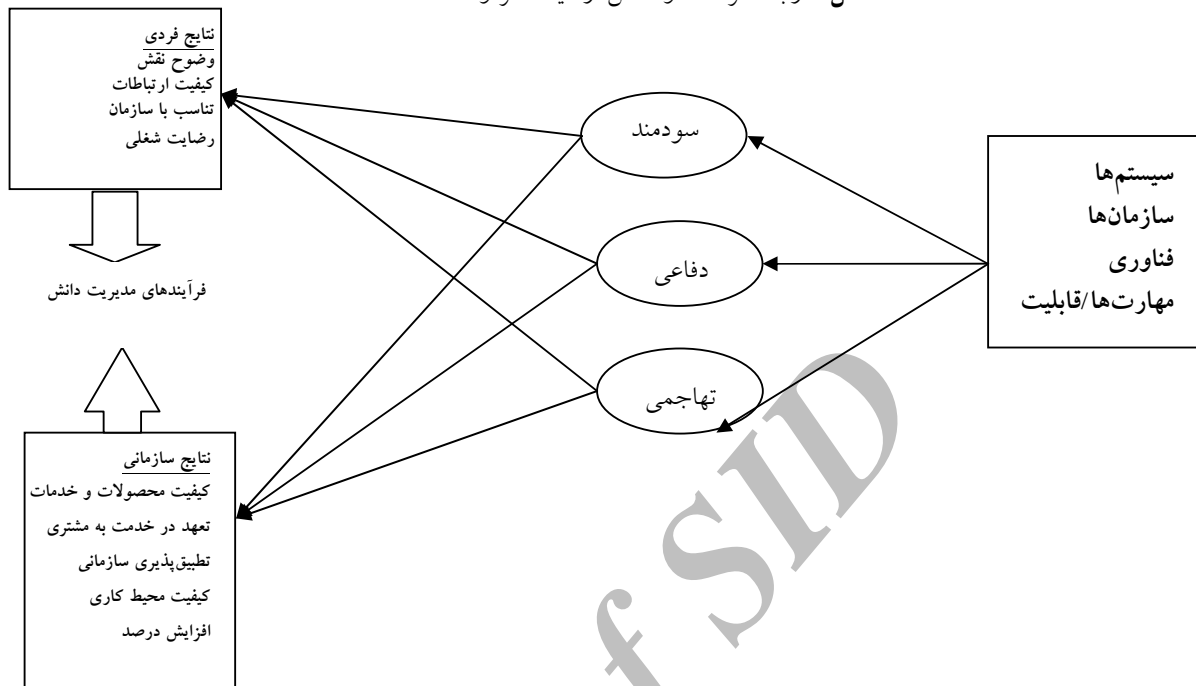 نتایج فردی
وضوح نقش
کیفیت ارتباطات
تناسب با سازمان
رضایت شغلی
سودمند
سیستم‌ها
سازمان‌ها
فناوری
مهارت‌ها/قابلیت
دفاعی
فرآیندهای مدیریت دانش
تهاجمی
نتایج سازمانی
کیفیت محصولات و خدمات
تعهد در خدمت به مشتری
تطبیق‌پذیری سازمانی
کیفیت محیط کاری
افزایش درصد
f SID